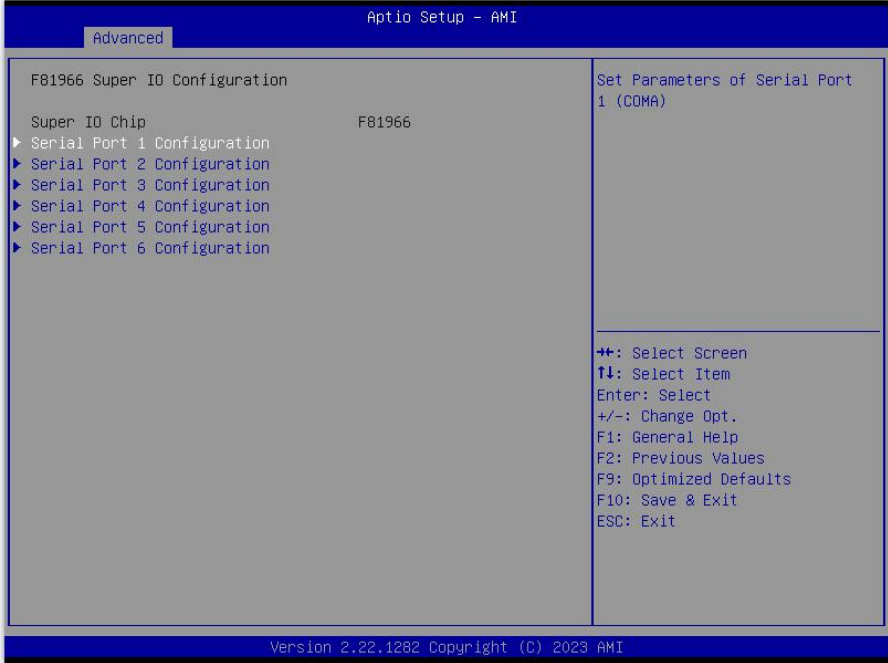 Aptio Setup – AMI
Advanced
F81966 Super IO Configuration
Super IO Chip F81966
Serial Port 1 Configuration
Serial Port 2 Configuration
Serial Port 3 Configuration
Serial Port 4 Configuration
Serial Port 5 Configuration
Serial Port 6 Configuration
Set Parameters of Serial Port
1 (COMA)
→←: Select Screen
↑↓: Select Item
Enter: Select
+/-: Change Opt.
F1: General Help
F2: Previous Values
F9: Optimized Defaults
F10: Save & Exit
ESC: Exit
Version 2.22.1282 Copyright (C) 2023 AMI